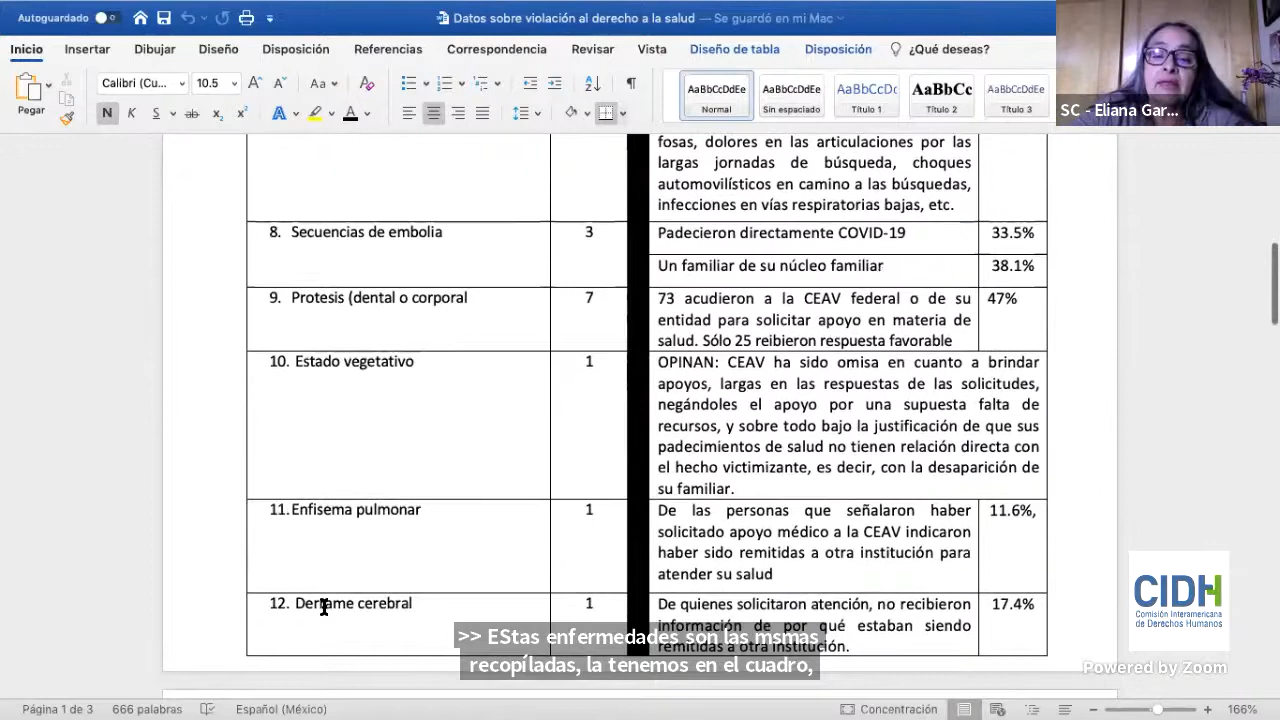 Autoguardado
Datos sobre violación al derecho a la salud — Se guardó en mi Mac
Inicio Insertar Dibujar Diseño Disposición Referencias Correspondencia Revisar Vista Diseño de tabla Disposición ¿Qué deseas?
Pegar
Calibri (Cu... 10.5
N K S ab x₂ x²
AaBbCcDdEe
Normal
AaBbCcDdEe
Sin espaciado
AaBbCcDc
Título 1
AaBbCc
Título 2
AaBbCcDdEe
Título 3
SC - Eliana Gar...
fosas, dolores en las articulaciones por las
largas jornadas de búsqueda, choques
automovilísticos en camino a las búsquedas,
infecciones en vías respiratorias bajas, etc.
8. Secuencias de embolia 3
Padecieron directamente COVID-19 33.5%
Un familiar de su núcleo familiar 38.1%
9. Protesis (dental o corporal 7
73 acudieron a la CEAV federal o de su 47%
entidad para solicitar apoyo en materia de
salud. Sólo 25 reibieron respuesta favorable
10. Estado vegetativo 1
OPINAN: CEAV ha sido omisa en cuanto a brindar
apoyos, largas en las respuestas de las solicitudes,
negándoles el apoyo por una supuesta falta de
recursos, y sobre todo bajo la justificación de que sus
padecimientos de salud no tienen relación directa con
el hecho victimizante, es decir, con la desaparición de
su familiar.
11. Enfisema pulmonar 1
De las personas que señalaron haber 11.6%,
solicitado apoyo médico a la CEAV indicaron
haber sido remitidas a otra institución para
atender su salud
12. Derrame cerebral 1
De quienes solicitaron atención, no recibieron 17.4%
información de por qué estaban siendo
remitidas a otra institución.
>> EStas enfermedades son las msmas
recopíladas, la tenemos en el cuadro,
CIDH
Comisión Interamericana
de Derechos Humanos
Powered by Zoom
Página 1 de 3 666 palabras Español (México) Concentración 166%